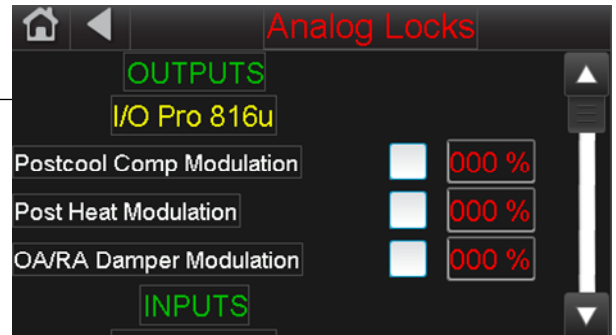 Analog Locks
OUTPUTS
I/O Pro 816u
Postcool Comp Modulation 000 %
Post Heat Modulation 000 %
OA/RA Damper Modulation 000 %
INPUTS